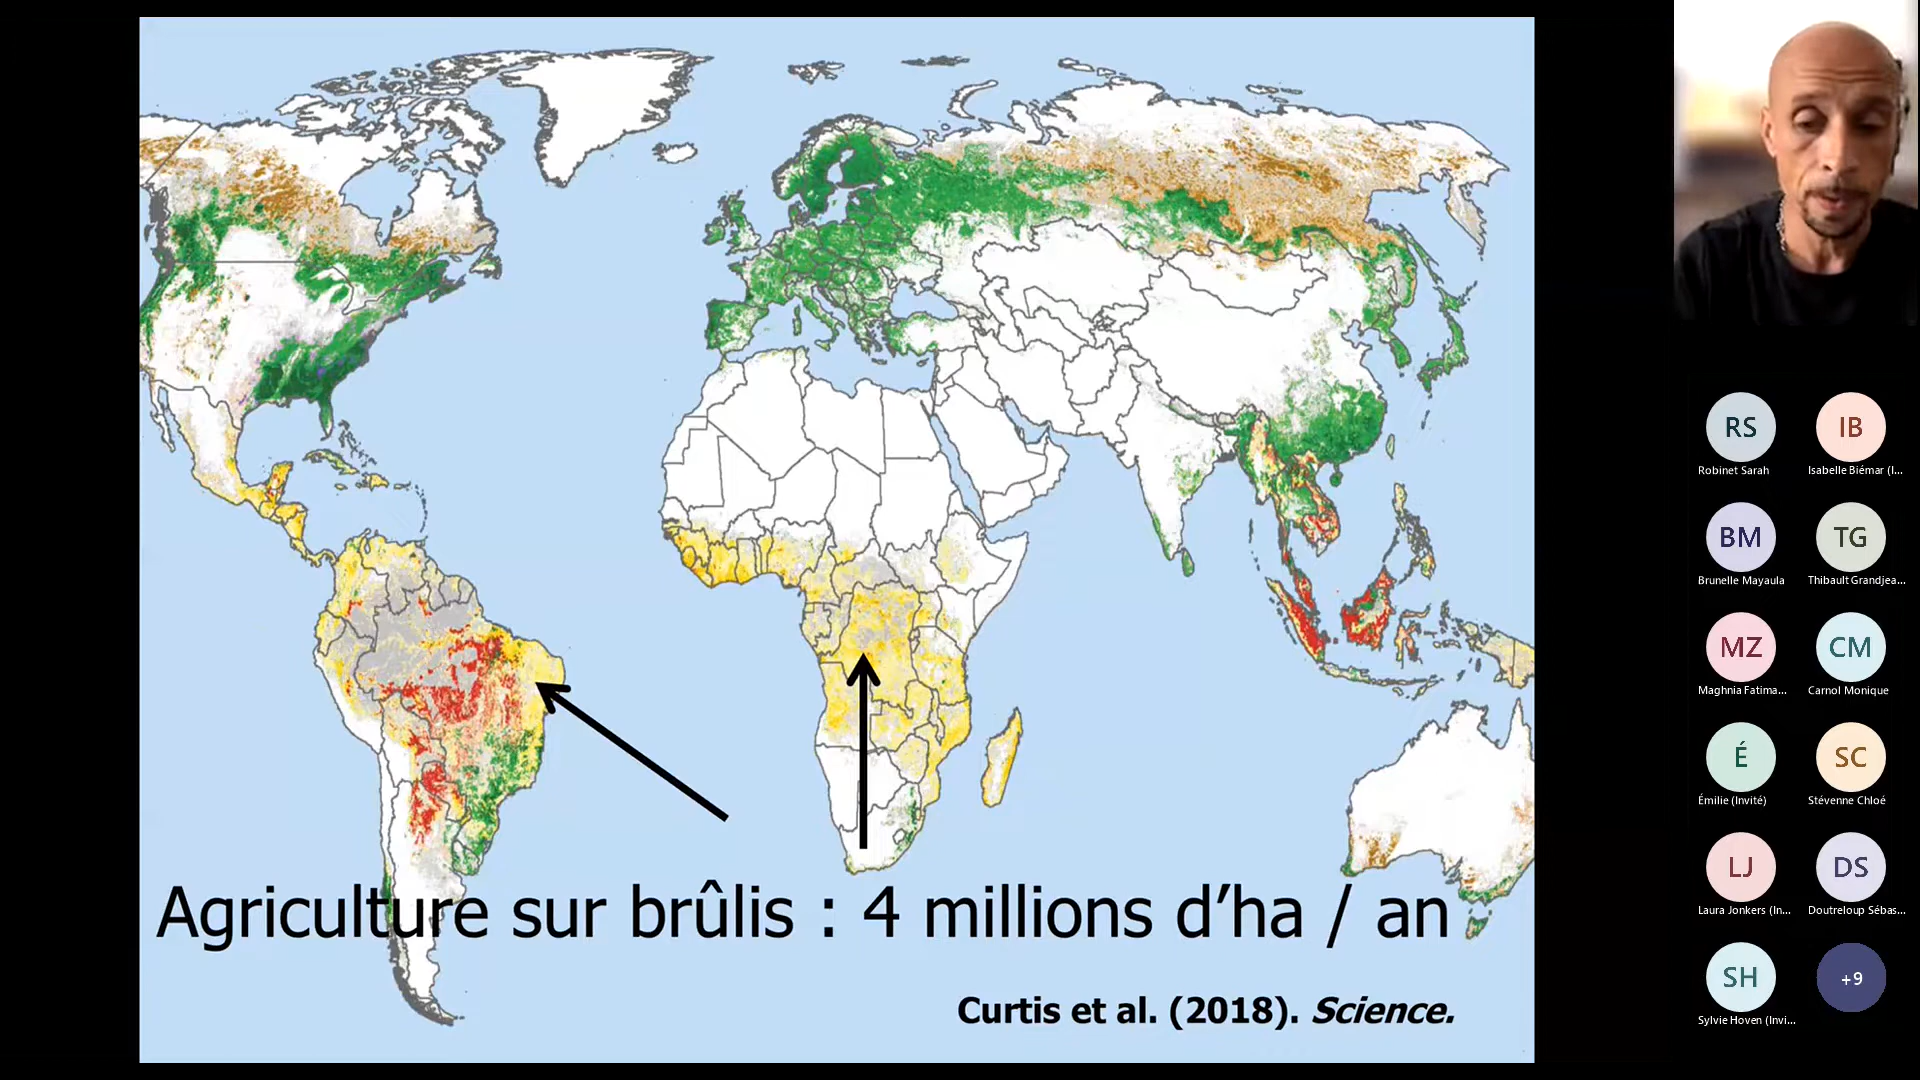 Agriculture sur brûlis : 4 millions d’ha / an
Curtis et al. (2018). Science.
RS
Robinet Sarah
IB
Isabelle Biémar (I...
BM
Brunelle Mayaula
TG
Thibault Grandjea...
MZ
Maghnia Fatima...
CM
Carnol Monique
É
Émilie (Invité)
SC
Stévenne Chloé
LJ
Laura Jonkers (In...
DS
Doutreloup Sébas...
SH
Sylvie Hoven (Invi...
+9